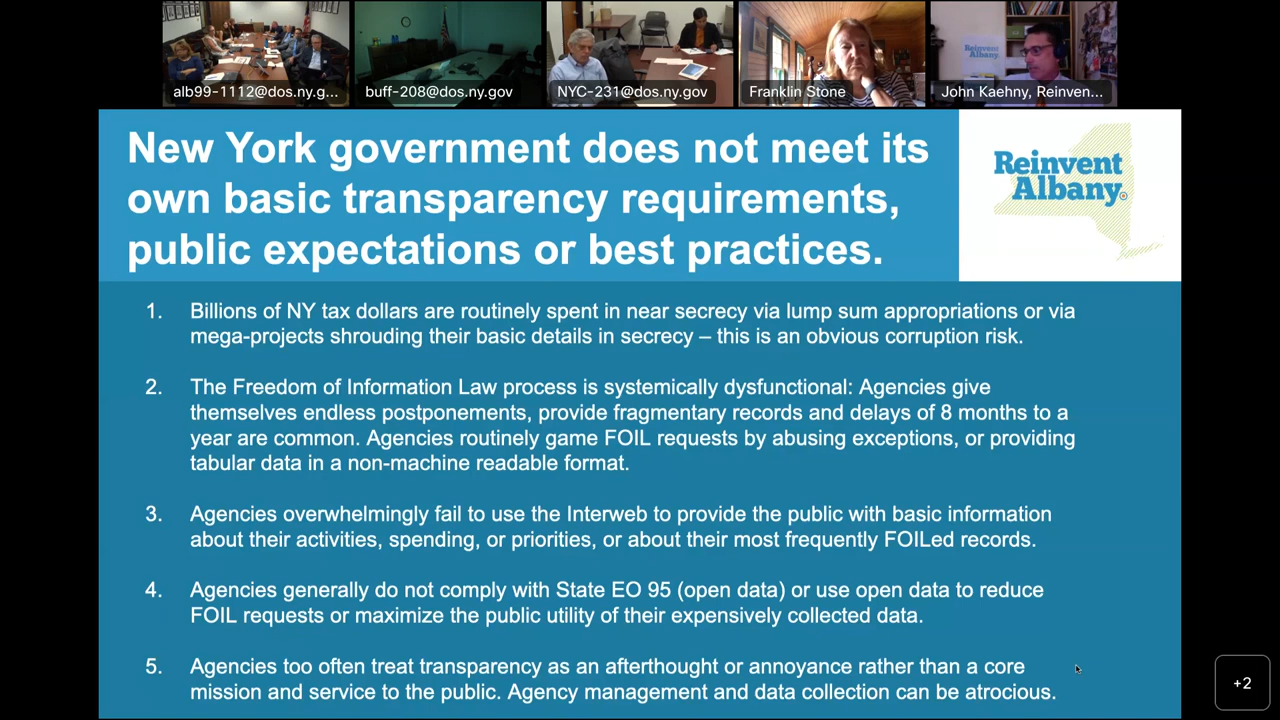 alb99-1112@dos.ny.g...
buff-208@dos.ny.gov
NYC-231@dos.ny.gov
Franklin Stone
John Kaehny, Reinven...
New York government does not meet its
own basic transparency requirements,
public expectations or best practices.
Reinvent
Albany
1. Billions of NY tax dollars are routinely spent in near secrecy via lump sum appropriations or via
mega-projects shrouding their basic details in secrecy – this is an obvious corruption risk.
2. The Freedom of Information Law process is systemically dysfunctional: Agencies give
themselves endless postponements, provide fragmentary records and delays of 8 months to a
year are common. Agencies routinely game FOIL requests by abusing exceptions, or providing
tabular data in a non-machine readable format.
3. Agencies overwhelmingly fail to use the Interweb to provide the public with basic information
about their activities, spending, or priorities, or about their most frequently FOILed records.
4. Agencies generally do not comply with State EO 95 (open data) or use open data to reduce
FOIL requests or maximize the public utility of their expensively collected data.
5. Agencies too often treat transparency as an afterthought or annoyance rather than a core
mission and service to the public. Agency management and data collection can be atrocious.
+2